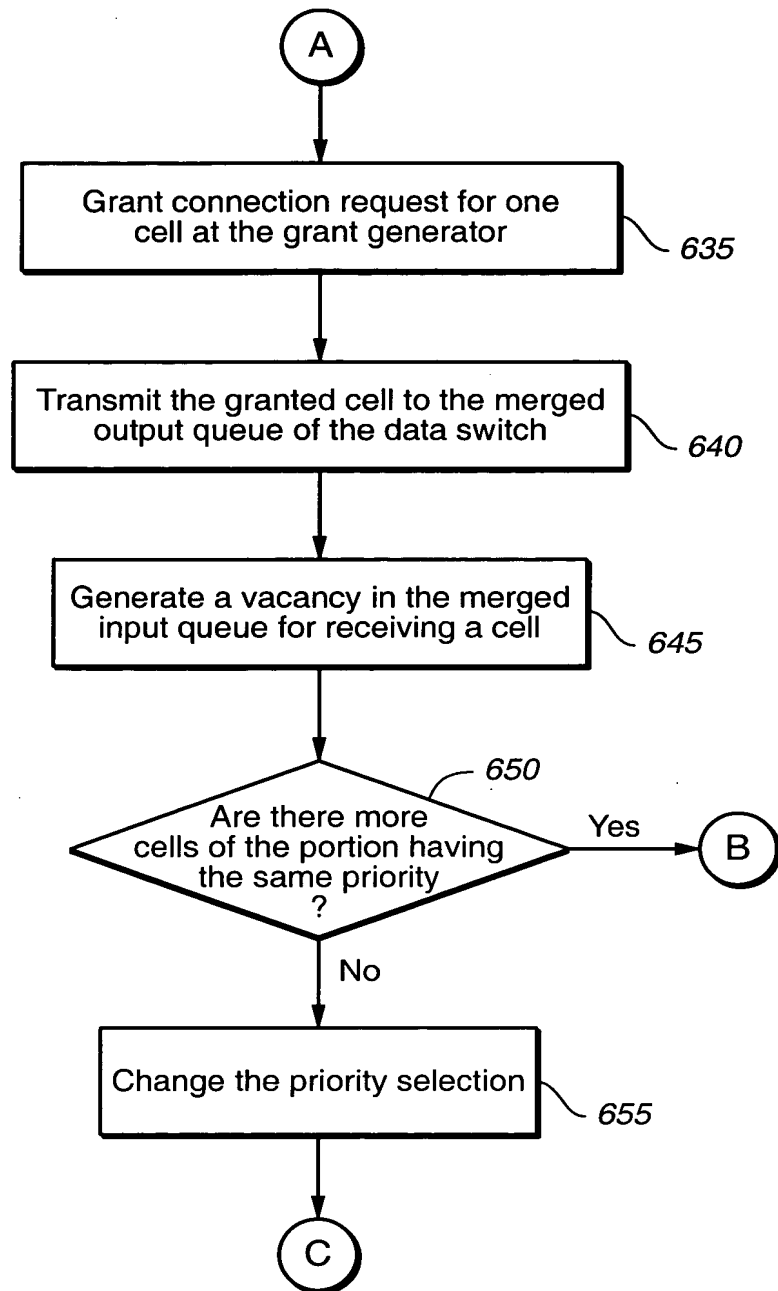 A
Grant connection request for one
cell at the grant generator
635
Transmit the granted cell to the merged
output queue of the data switch
640
Generate a vacancy in the merged
input queue for receiving a cell
645
650
Are there more
cells of the portion having
the same priority
?
Yes
B
No
Change the priority selection
655
C